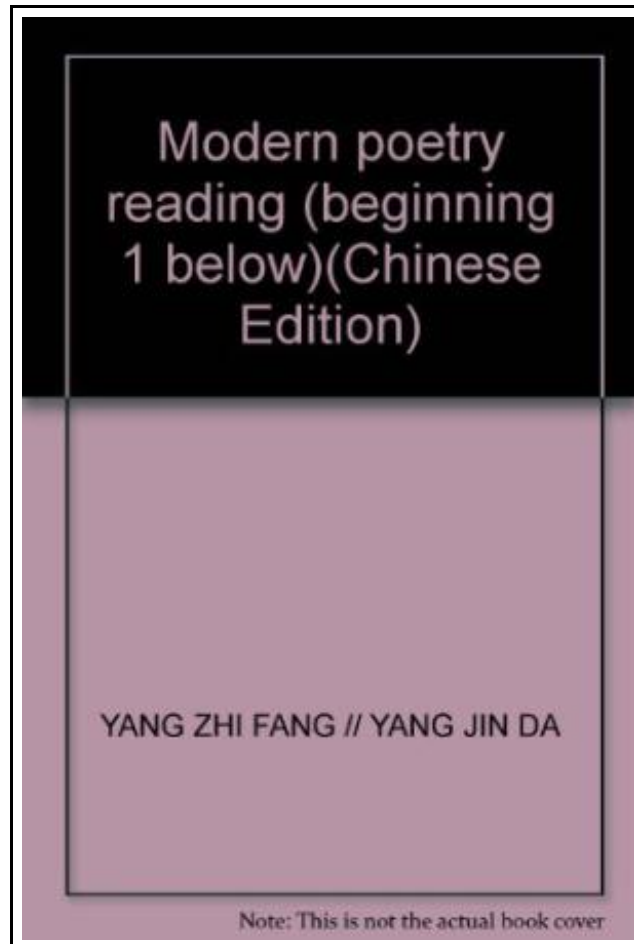 Modern poetry
reading (beginning
1 below)(Chinese
Edition)
YANG ZHI FANG // YANG JIN DA
Note: This is not the actual book cover